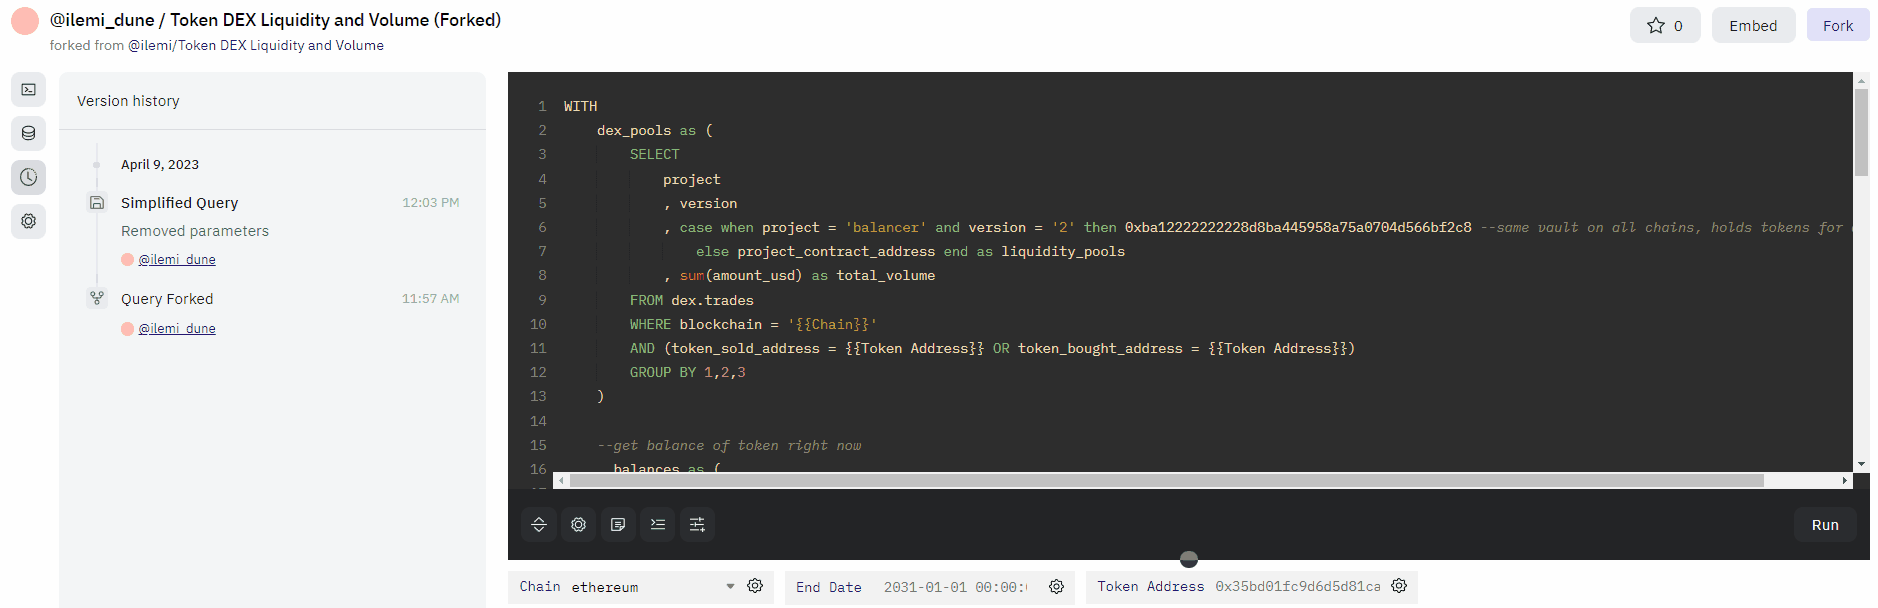 @ilemi_dune / Token DEX Liquidity and Volume (Forked)
forked from @ilemi/Token DEX Liquidity and Volume
0
Embed
Fork
Version history
April 9, 2023
Simplified Query 12:03 PM
Removed parameters
@ilemi_dune
Query Forked 11:57 AM
@ilemi_dune
1 WITH
2 dex_pools as (
3 SELECT
4 project
5 , version
6 , case when project = 'balancer' and version = '2' then 0xba12222222228d8ba445958a75a0704d566bf2c8 --same vault on all chains, holds tokens for
7 else project_contract_address end as liquidity_pools
8 , sum(amount_usd) as total_volume
9 FROM dex.trades
10 WHERE blockchain = '{{Chain}}'
11 AND (token_sold_address = {{Token Address}} OR token_bought_address = {{Token Address}})
12 GROUP BY 1,2,3
13 )
14
15 --get balance of token right now
16 balances as (
Run
Chain ethereum
End Date 2031-01-01 00:00:
Token Address 0x35bd01fc9d6d5d81ca